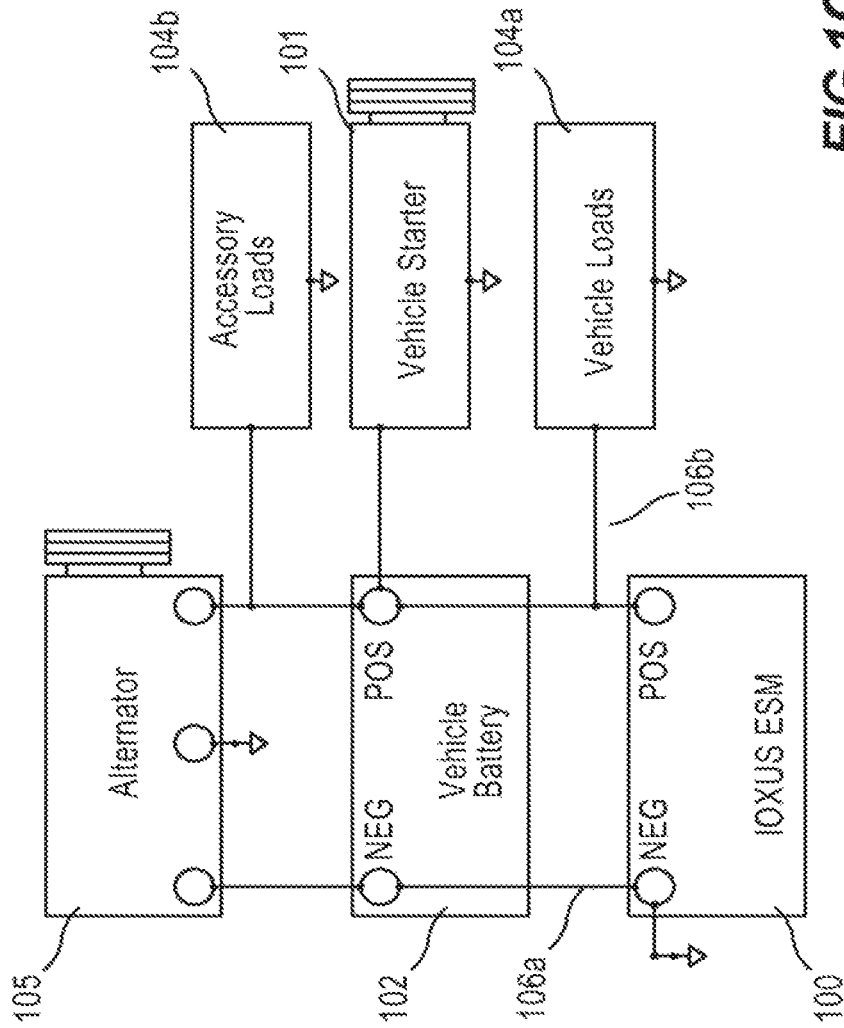 100
106a
102
105
NEG
POS
IOXUS ESM
NEG
POS
Vehicle
Battery
Alternator
106b
Vehicle Loads
Vehicle Starter
Accessory
Loads
104a
101
104b